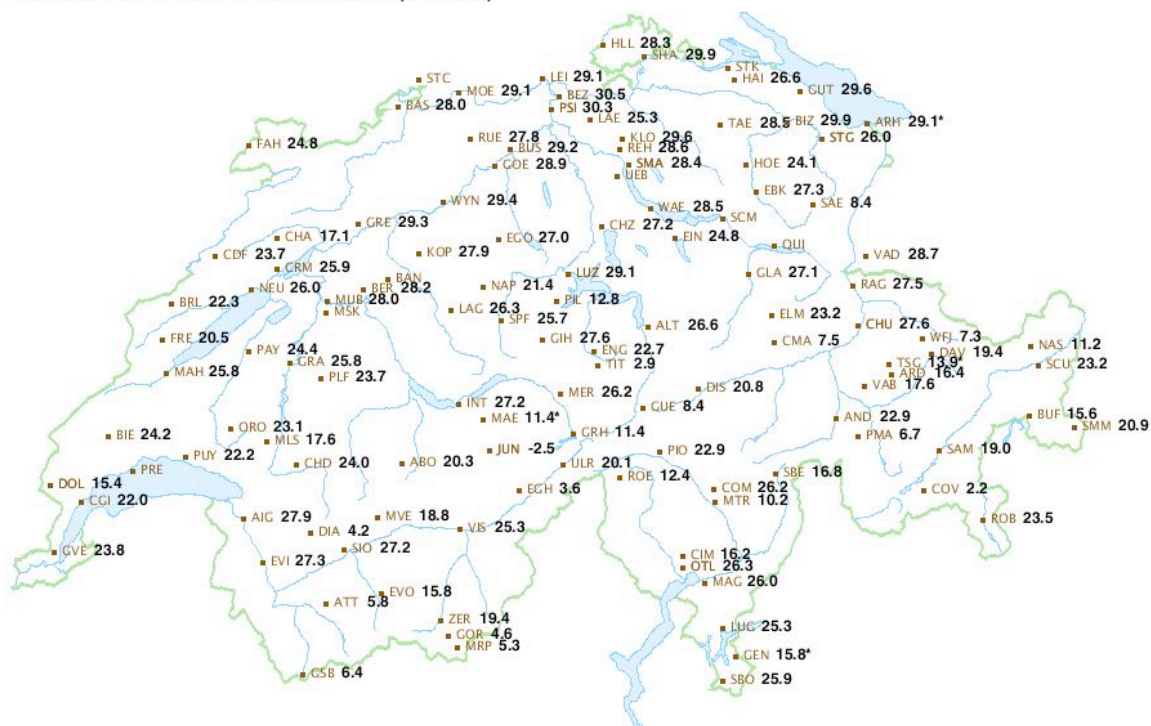 HLL 28.3
SHA 29.9
STK
HAI 26.6
GUT 29.6
STC
MOE 29.1
LEI 29.1
BEZ 30.5
PSI 30.3
LAE 25.3
BAS 28.0
TAE 28.5
BIZ 29.9
ARH 29.1*
STG 26.0
FAH 24.8
RUE 27.8
BUS 29.2
GOE 28.9
KLO 29.6
REH 28.6
SMA 28.4
UEB
HOE 24.1
EBK 27.3
SAE 8.4
WYN 29.4
WAE 28.5
SCM
GRE 29.3
CHZ 27.2
EIN 24.8
QUI
CHA 17.1
EGO 27.0
KOP 27.9
CDF 23.7
CRM 25.9
VAD 28.7
LUZ 29.1
GLA 27.1
BAN
NEU 26.0
BER 28.2
NAP 21.4
RAG 27.5
BRL 22.3
MUB 28.0
MSK
PIL 12.8
LAG 26.3
SPF 25.7
ELM 23.2
ALT 26.6
CHU 27.6
FRE 20.5
GIH 27.6
CMA 7.5
WFJ 7.3
NAS 11.2
PAY 24.4
ENG 22.7
DAV 19.4
GRA 25.8
TIT 2.9
TSG 13.9*
SCU 23.2
MAH 25.8
PLF 23.7
ARD 16.4
VAB 17.6
DIS 20.8
MER 26.2
INT 27.2
GUE 8.4
MAE 11.4*
AND 22.9
BUF 15.6
SMM 20.9
ORO 23.1
BIE 24.2
MLS 17.6
GRH 11.4
PMA 6.7
JUN -2.5
PIO 22.9
SAM 19.0
PUY 22.2
CHD 24.0
ABO 20.3
ULR 20.1
PRE
ROE 12.4
SBE 16.8
DOL 15.4
EGH 3.6
COM 26.2
COV 2.2
CGI 22.0
MTR 10.2
AIG 27.9
MVE 18.8
ROB 23.5
DIA 4.2
VIS 25.3
GVE 23.8
SIO 27.2
CIM 16.2
EVI 27.3
OTL 26.3
MAG 26.0
EVO 15.8
ATT 5.8
ZER 19.4
LUG 25.3
GOR 4.6
MRP 5.3
GEN 15.8*
GSB 6.4
SBO 25.9